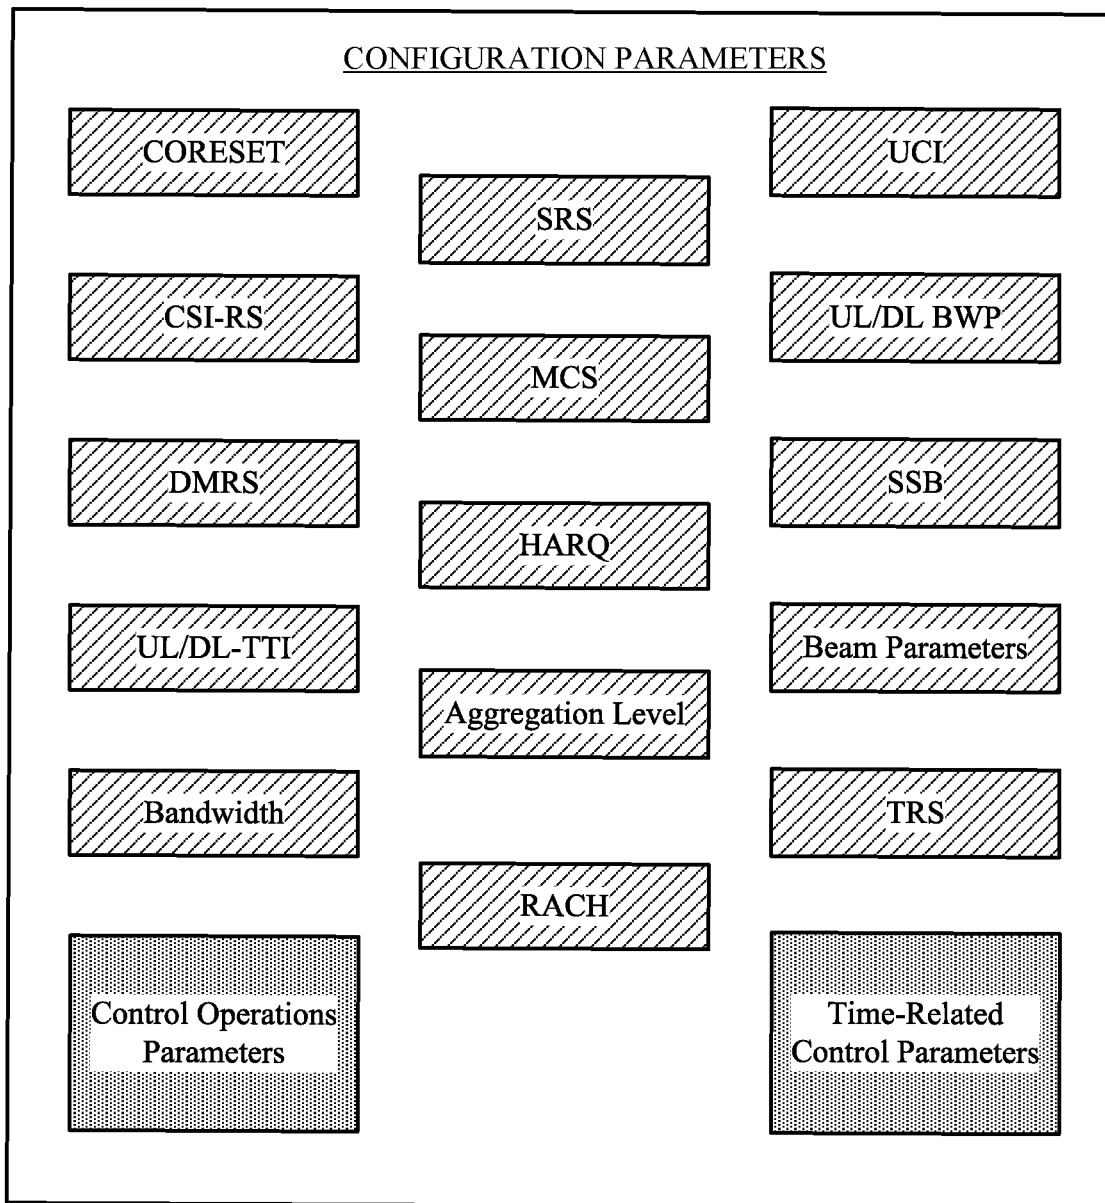 CONFIGURATION PARAMETERS
CORESET
UCI
SRS
CSI-RS
UL/DL BWP
MCS
DMRS
SSB
HARQ
UL/DL-TTI
Beam Parameters
Aggregation Level
Bandwidth
TRS
RACH
Control Operations
Parameters
Time-Related
Control Parameters